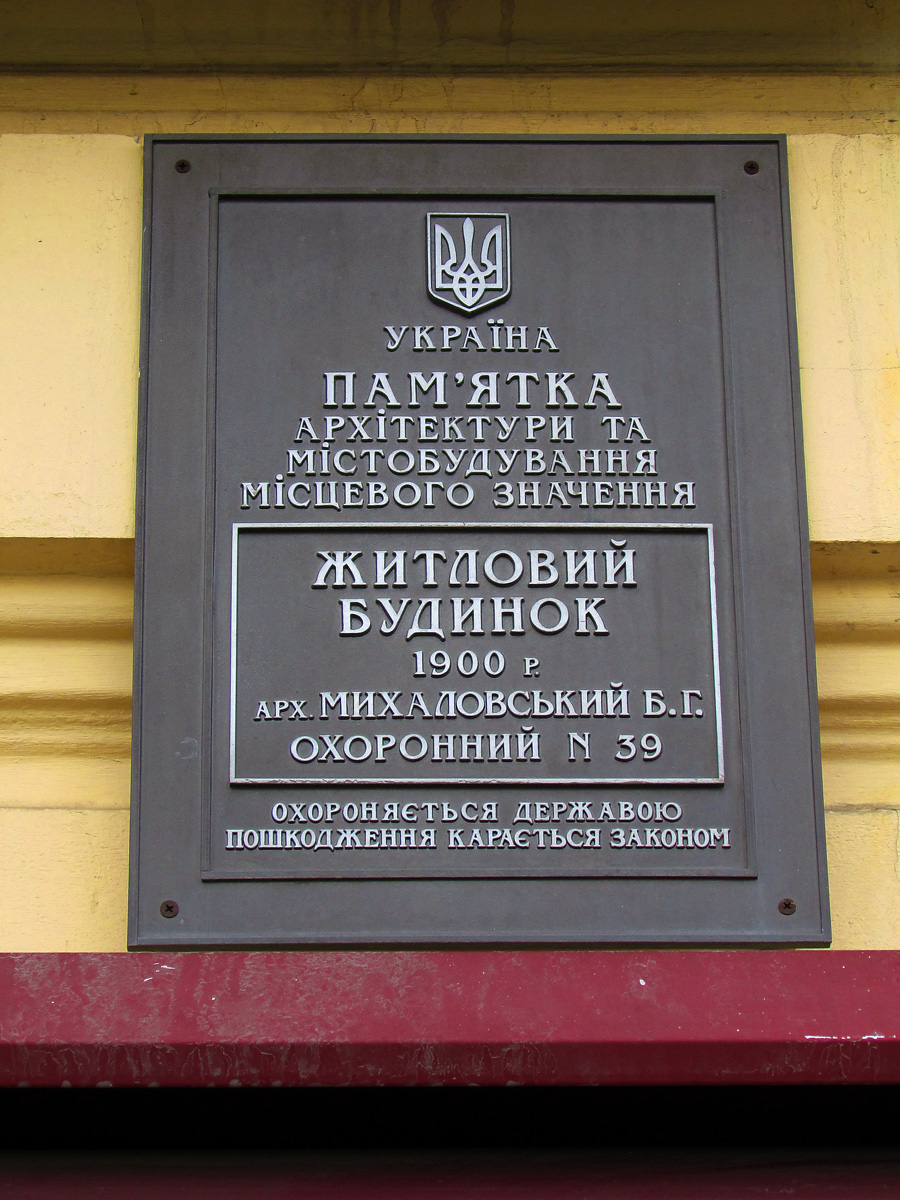 УКРАЇНА
ПАМ’ЯТКА
АРХІТЕКТУРИ ТА
МІСТОБУДУВАННЯ
МІСЦЕВОГО ЗНАЧЕННЯ
ЖИТЛОВИЙ
БУДИНОК
1900 Р.
АРХ. МИХАЛОВСЬКИЙ Б.Г.
ОХОРОННИЙ N 39
ОХОРОНЯЄТЬСЯ ДЕРЖАВОЮ
ПОШКОДЖЕННЯ КАРАЄТЬСЯ ЗАКОНОМ